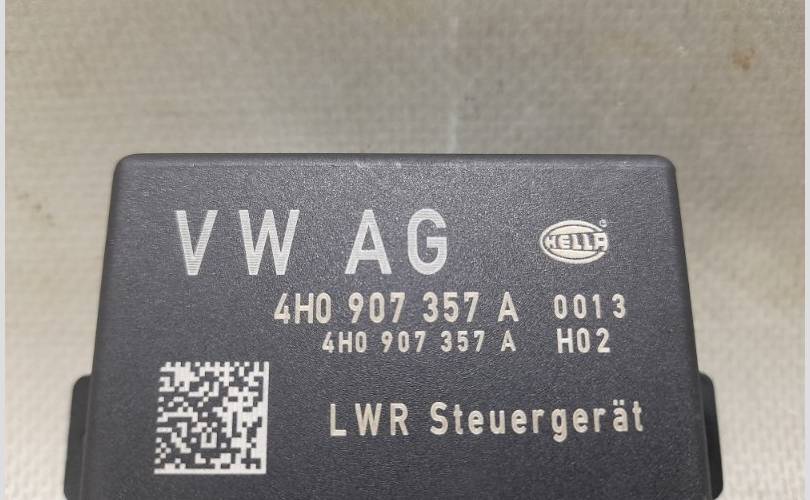 VW AG
HELLA ®
4H0 907 357 A 0013
4H0 907 357 A H02
LWR Steuergerät